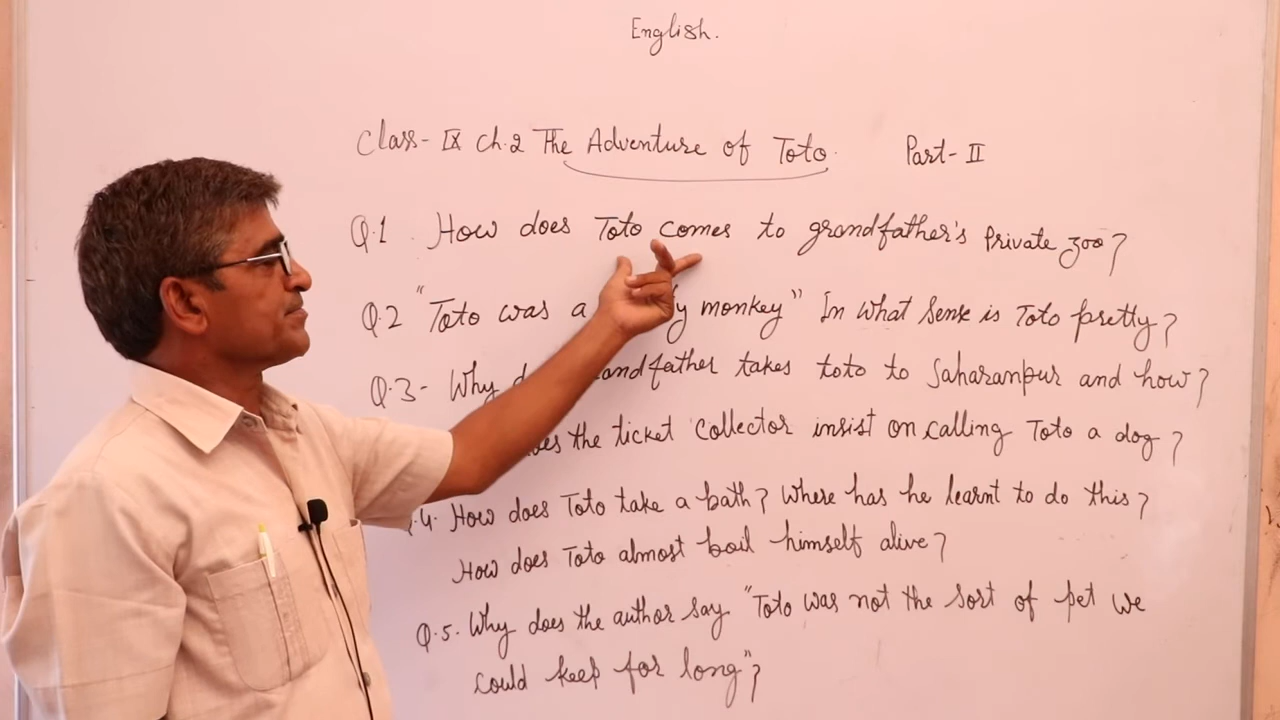 English.
Class- IX Ch.2 The Adventure of Toto. Part- II
Q.1. How does Toto comes to grandfather's Private zoo?
Q.2 "Toto was a monkey" In What Sense is Toto pretty?
Q.3- Why takes toto to Saharanpur and how?
the ticket Collector insist on calling Toto a dog?
How does Toto take a bath? Where has he learnt to do this?
How does Toto almost boil himself alive?
Q.5. Why does the author say "Toto was not the Sort of pet We
could keep for long"?